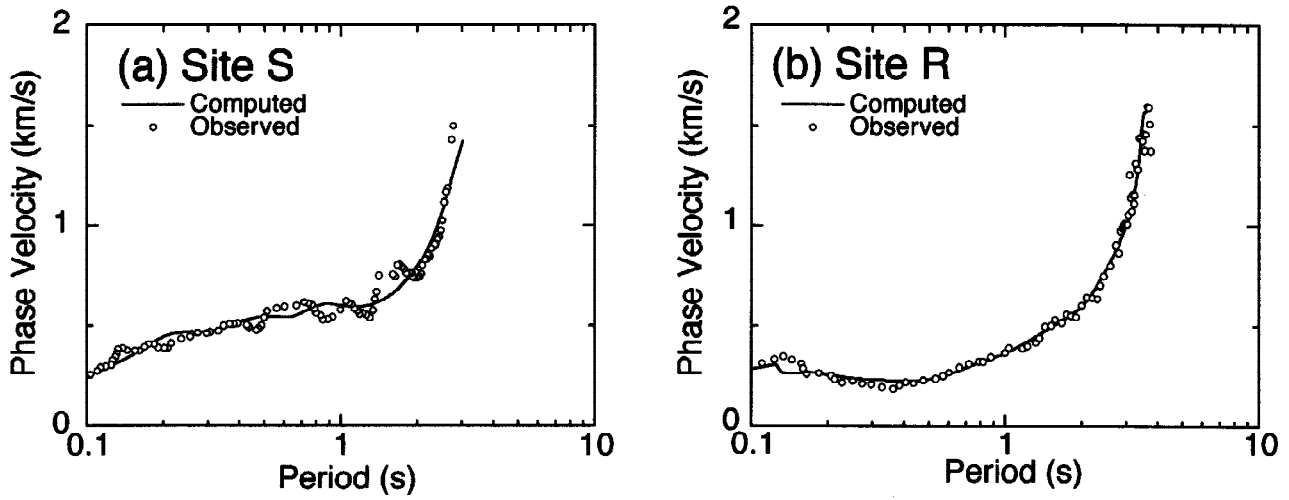 (a) Site S
Computed
Observed
Phase Velocity (km/s)
2
1
0
0.1
1
10
Period (s)
(b) Site R
Computed
Observed
Phase Velocity (km/s)
2
1
0
0.1
1
10
Period (s)